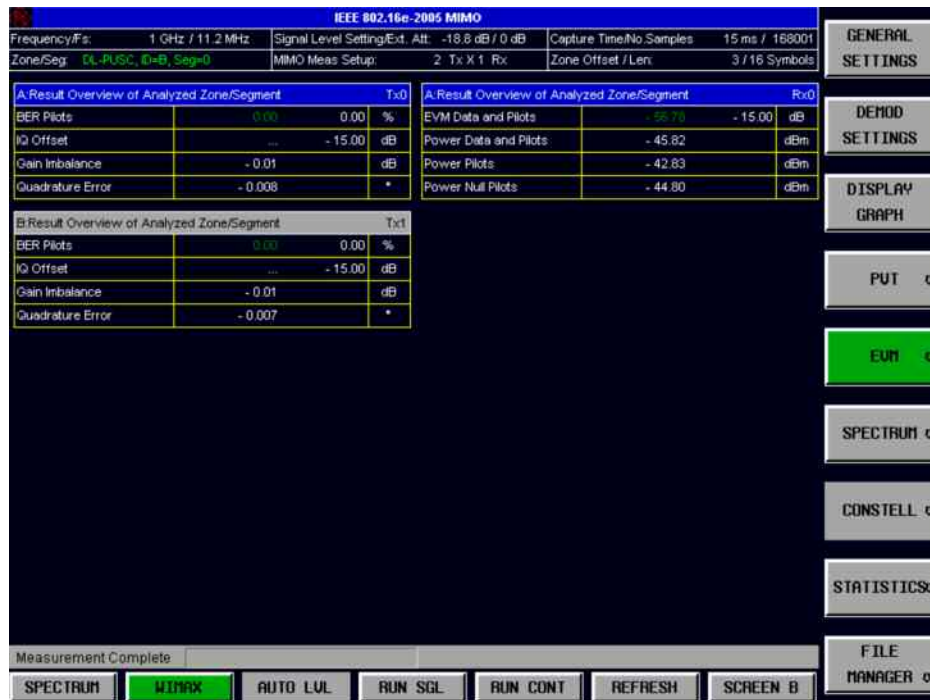 IEEE 802.16e-2005 MIMO
Frequency/Fs: 1 GHz / 11.2 MHz Signal Level Setting/Ext. Att: -18.8 dB / 0 dB Capture Time/No.Samples 15 ms / 168001
Zone/Seg: DL-PUSC, ID=B, Seg=0 MIMO Meas Setup: 2 Tx X 1 Rx Zone Offset / Len: 3 / 16 Symbols
A:Result Overview of Analyzed Zone/Segment Tx0
BER Pilots 0.00 0.00 %
IQ Offset ... - 15.00 dB
Gain Imbalance - 0.01 dB
Quadrature Error - 0.008 °
A:Result Overview of Analyzed Zone/Segment Rx0
EVM Data and Pilots - 56.78 - 15.00 dB
Power Data and Pilots - 45.82 dBm
Power Pilots - 42.83 dBm
Power Null Pilots - 44.80 dBm
B:Result Overview of Analyzed Zone/Segment Tx1
BER Pilots 0.00 0.00 %
IQ Offset ... - 15.00 dB
Gain Imbalance - 0.01 dB
Quadrature Error - 0.007 °
GENERAL
SETTINGS
DEMOD
SETTINGS
DISPLAY
GRAPH
PVT
EVM
SPECTRUM
CONSTELL
STATISTICS
FILE
MANAGER
Measurement Complete
SPECTRUM WIMAX AUTO LVL RUN SGL RUN CONT REFRESH SCREEN B